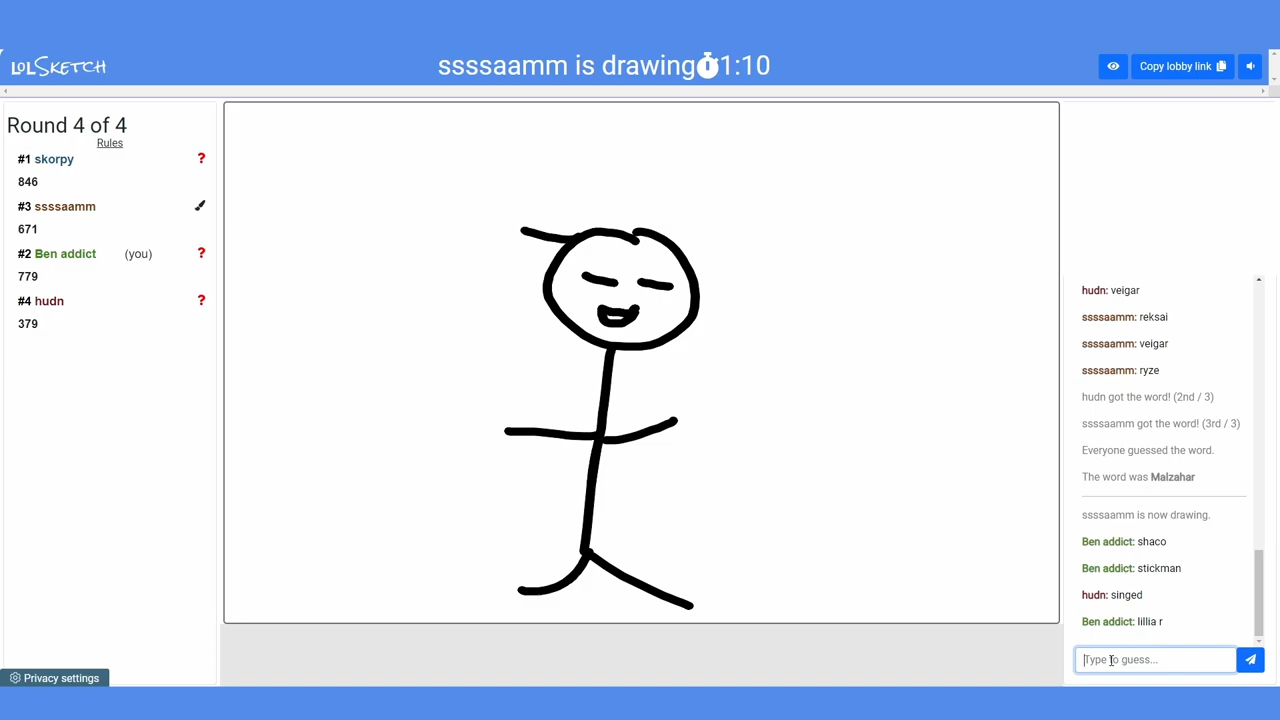 LOLSKETCH
ssssaamm is drawing 1:10
Copy lobby link
Round 4 of 4
Rules
#1 skorpy ?
846
#3 ssssaamm
671
#2 Ben addict (you) ?
779
#4 hudn ?
379
hudn: veigar
ssssaamm: reksai
ssssaamm: veigar
ssssaamm: ryze
hudn got the word! (2nd / 3)
ssssaamm got the word! (3rd / 3)
Everyone guessed the word.
The word was Malzahar
ssssaamm is now drawing.
Ben addict: shaco
Ben addict: stickman
hudn: singed
Ben addict: lillia r
Type to guess...
Privacy settings